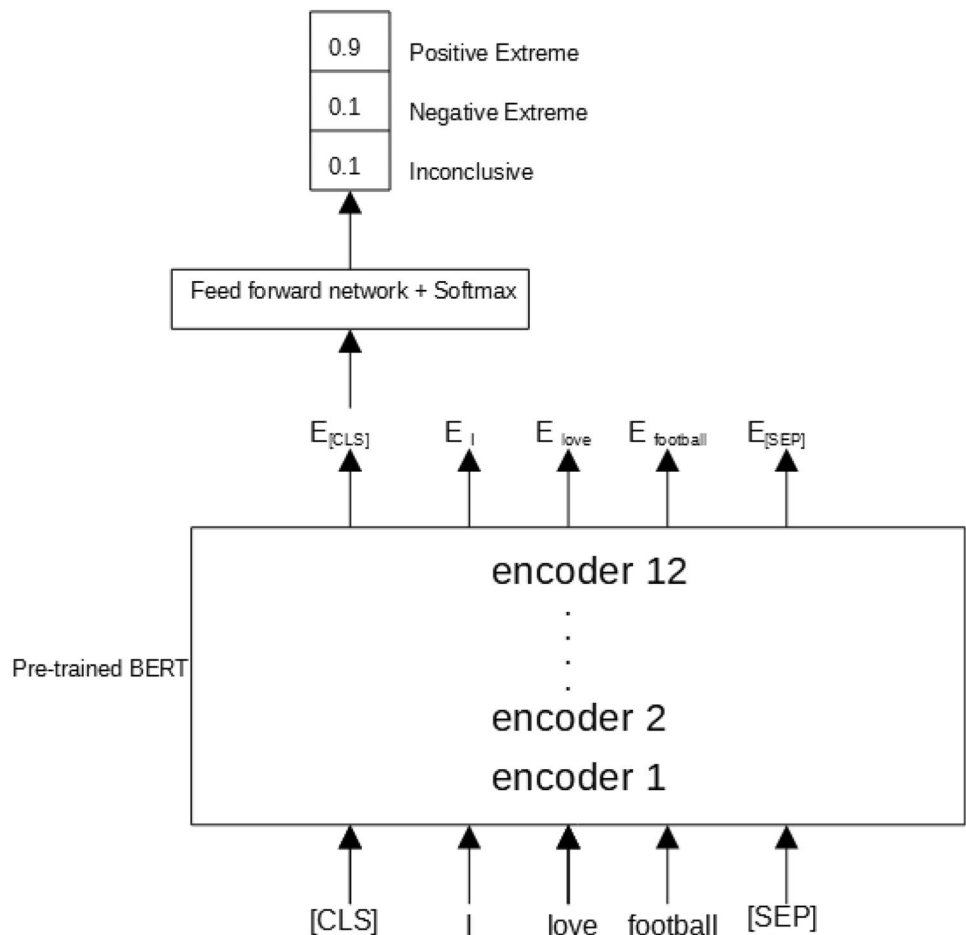 0.9 Positive Extreme
0.1 Negative Extreme
0.1 Inconclusive
Feed forward network + Softmax
E[CLS] E I E love E football E[SEP]
encoder 12
.
.
.
.
Pre-trained BERT
encoder 2
encoder 1
[CLS] I love football [SEP]